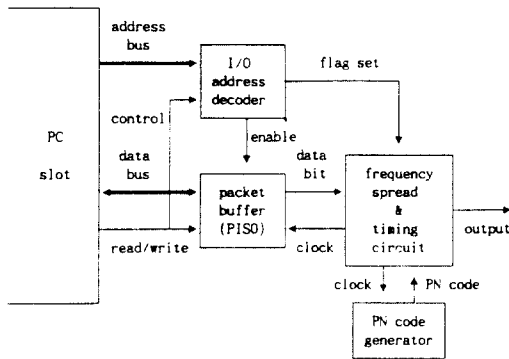 address
bus
I/O
address
decoder
flag set
PC
slot
control
enable
data
bus
data
bit
packet
buffer
(PISO)
frequency
spread
&
timing
circuit
output
read/write
clock
clock
PN code
PN code
generator